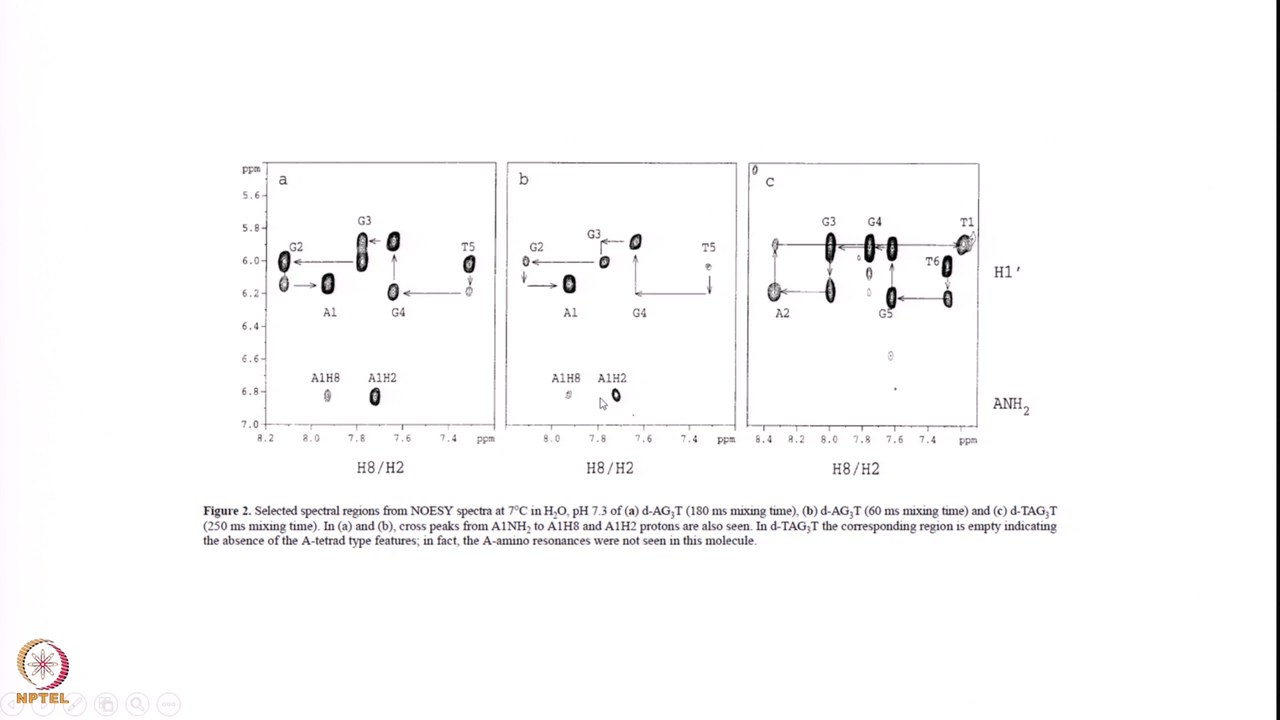 ppm
a
b
c
5.6
5.8
6.0
6.2
6.4
6.6
6.8
7.0
G2
G3
T5
A1
G4
A1H8
A1H2
G2
G3
T5
A1
G4
A1H8
A1H2
G3
G4
T1
T6
A2
G5
H1'
ANH2
8.2 8.0 7.8 7.6 7.4 ppm
8.0 7.8 7.6 7.4 ppm
8.4 8.2 8.0 7.8 7.6 7.4 ppm
H8/H2
H8/H2
H8/H2
Figure 2. Selected spectral regions from NOESY spectra at 7°C in H2O, pH 7.3 of (a) d-AG3T (180 ms mixing time), (b) d-AG3T (60 ms mixing time) and (c) d-TAG3T
(250 ms mixing time). In (a) and (b), cross peaks from A1NH2 to A1H8 and A1H2 protons are also seen. In d-TAG3T the corresponding region is empty indicating
the absence of the A-tetrad type features; in fact, the A-amino resonances were not seen in this molecule.
NPTEL